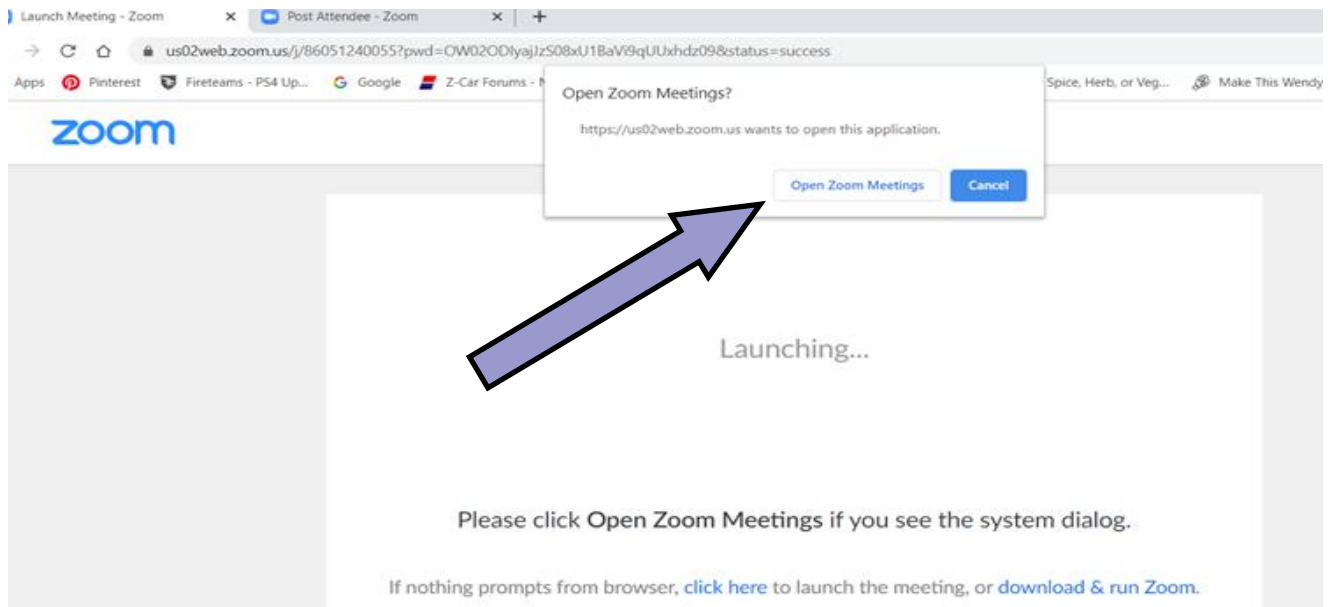 Launch Meeting - Zoom Post Attendee - Zoom
us02web.zoom.us/j/86051240055?pwd=OW02ODIyajJzS08xU1BaVi9qUUxhdz09&status=success
Apps Pinterest Fireteams - PS4 Up... Google Z-Car Forums - Spice, Herb, or Veg... Make This Wendy
Open Zoom Meetings?
https://us02web.zoom.us wants to open this application.
Open Zoom Meetings Cancel
zoom
Launching...
Please click Open Zoom Meetings if you see the system dialog.
If nothing prompts from browser, click here to launch the meeting, or download & run Zoom.